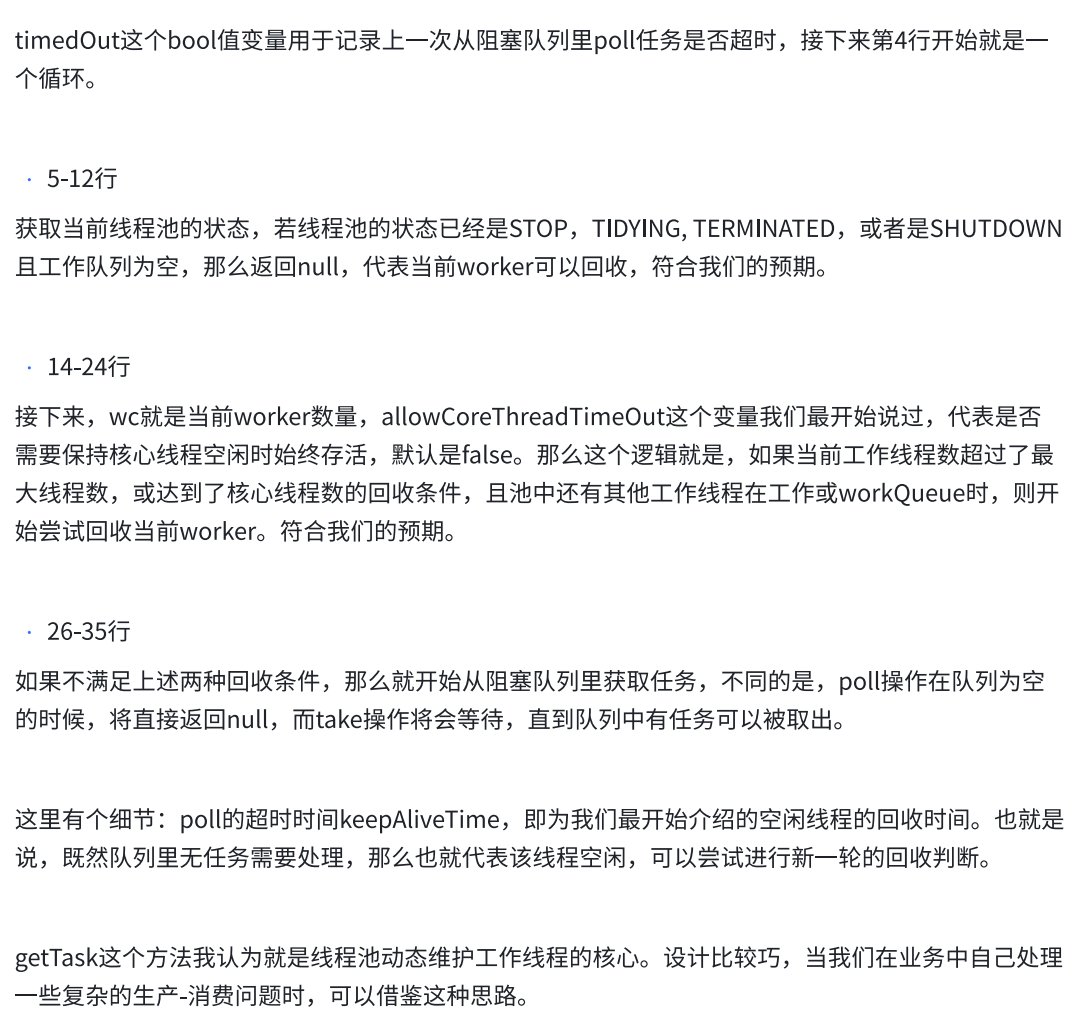 timedOut这个bool值变量用于记录上一次从阻塞队列里poll任务是否超时，接下来第4行开始就是一
个循环。
· 5-12行
获取当前线程池的状态，若线程池的状态已经是STOP，TIDYING, TERMINATED，或者是SHUTDOWN
且工作队列为空，那么返回null，代表当前worker可以回收，符合我们的预期。
· 14-24行
接下来，wc就是当前worker数量，allowCoreThreadTimeOut这个变量我们最开始说过，代表是否
需要保持核心线程空闲时始终存活，默认是false。那么这个逻辑就是，如果当前工作线程数超过了最
大线程数，或达到了核心线程数的回收条件，且池中还有其他工作线程在工作或workQueue时，则开
始尝试回收当前worker。符合我们的预期。
· 26-35行
如果不满足上述两种回收条件，那么就开始从阻塞队列里获取任务，不同的是，poll操作在队列为空
的时候，将直接返回null，而take操作将会等待，直到队列中有任务可以被取出。
这里有个细节：poll的超时时间keepAliveTime，即为我们最开始介绍的空闲线程的回收时间。也就是
说，既然队列里无任务需要处理，那么也就代表该线程空闲，可以尝试进行新一轮的回收判断。
getTask这个方法我认为就是线程池动态维护工作线程的核心。设计比较巧，当我们在业务中自己处理
一些复杂的生产-消费问题时，可以借鉴这种思路。